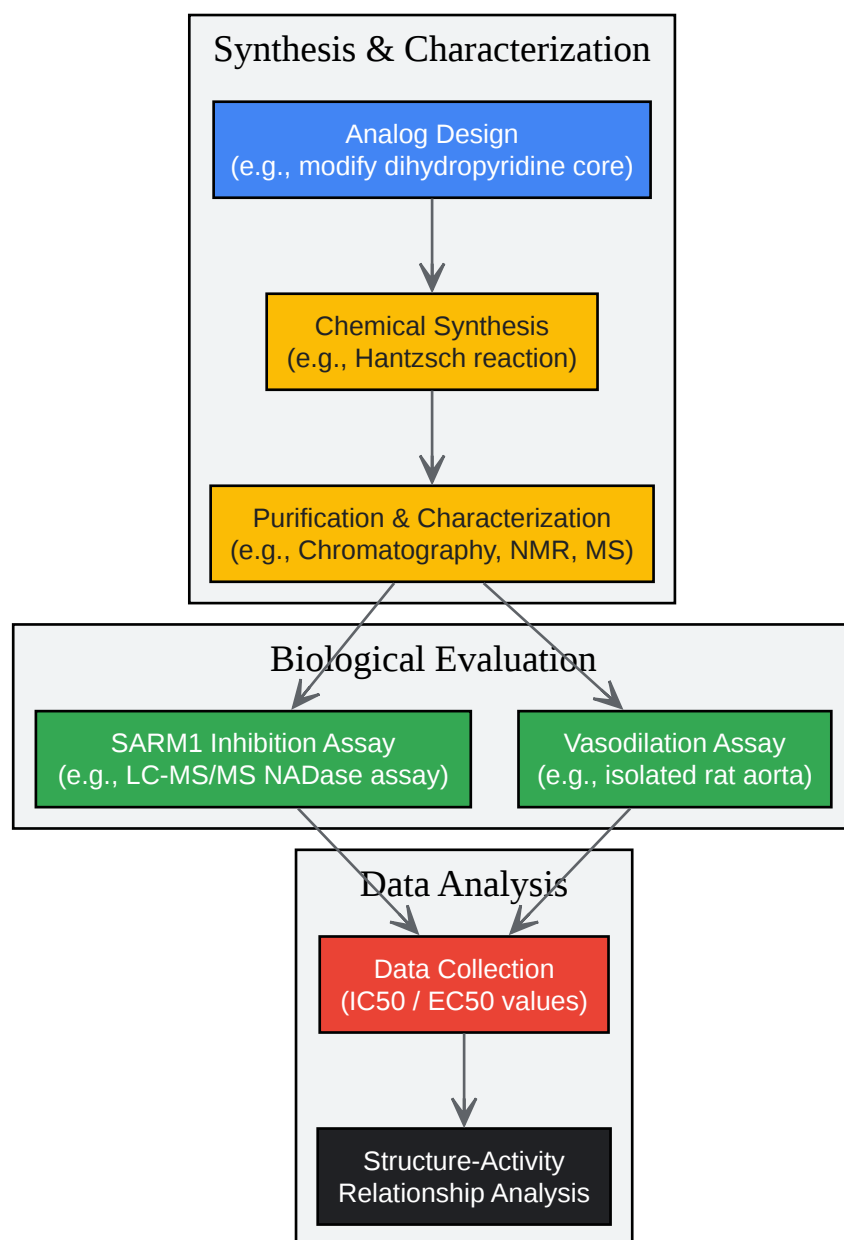 Synthesis & Characterization
Analog Design
(e.g., modify dihydropyridine core)
Chemical Synthesis
(e.g., Hantzsch reaction)
Purification & Characterization
(e.g., Chromatography, NMR, MS)
Biological Evaluation
SARM1 Inhibition Assay
(e.g., LC-MS/MS NADase assay)
Vasodilation Assay
(e.g., isolated rat aorta)
Data Analysis
Data Collection
(IC50 / EC50 values)
Structure-Activity
Relationship Analysis